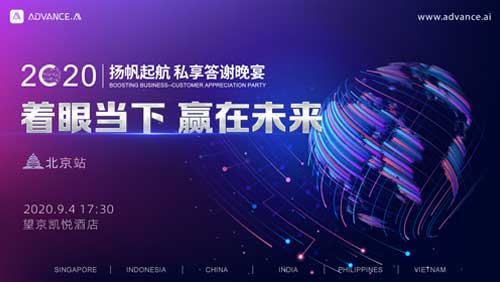 ADVANCE.AI
www.advance.ai
2020 扬帆起航 私享答谢晚宴
BOOSTING BUSINESS-CUSTOMER APPRECIATION PARTY
着眼当下 赢在未来
北京站
2020.9.4 17:30
望京凯悦酒店
SINGAPORE | INDONESIA | CHINA | INDIA | PHILIPPINES | VIETNAM